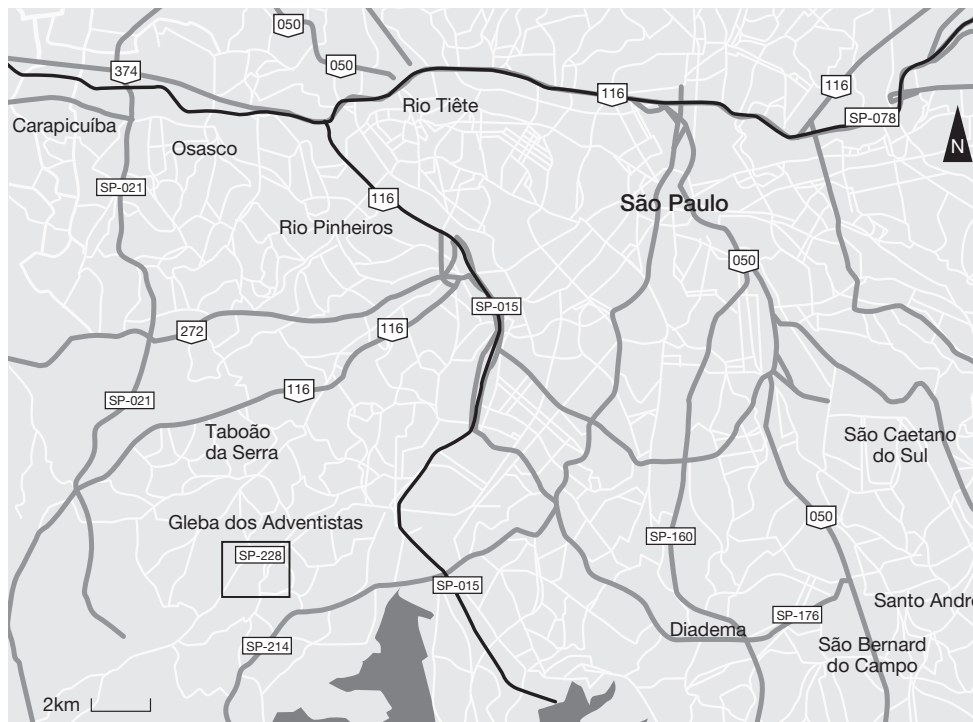 050
050
374
116
116
Rio Tiête
SP-078
Carapicuíba
Osasco
N
SP-021
116
São Paulo
Rio Pinheiros
050
SP-015
272
116
116
SP-021
Taboão
da Serra
São Caetano
do Sul
Gleba dos Adventistas
050
SP-228
SP-160
SP-015
Santo Andr
SP-176
Diadema
SP-214
São Bernard
do Campo
2km